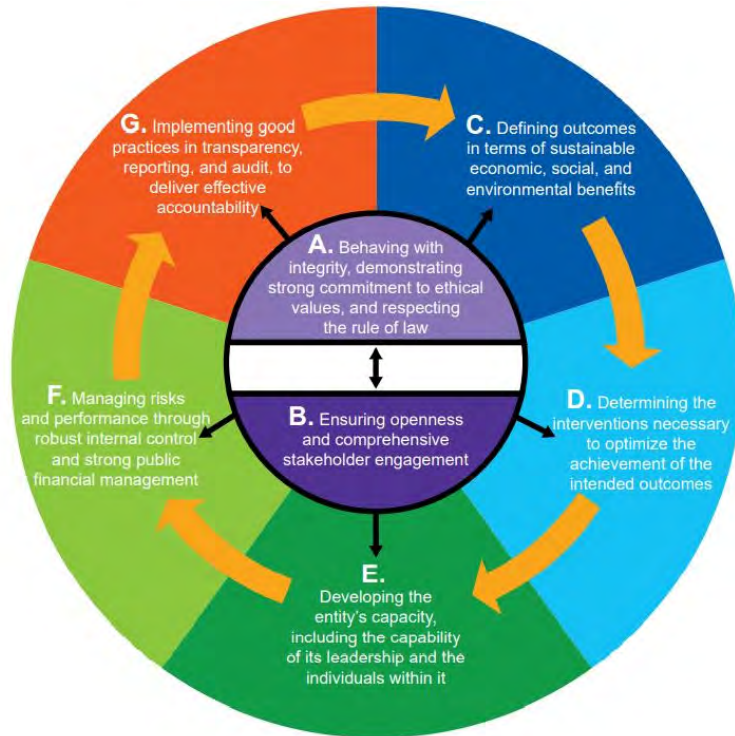 G. Implementing good
practices in transparency,
reporting, and audit, to
deliver effective
accountability
C. Defining outcomes
in terms of sustainable
economic, social, and
environmental benefits
A. Behaving with
integrity, demonstrating
strong commitment to ethical
values, and respecting
the rule of law
F. Managing risks
and performance through
robust internal control
and strong public
financial management
B. Ensuring openness
and comprehensive
stakeholder engagement
D. Determining the
interventions necessary
to optimize the
achievement of the
intended outcomes
E.
Developing the
entity's capacity,
including the capability
of its leadership and the
individuals within it